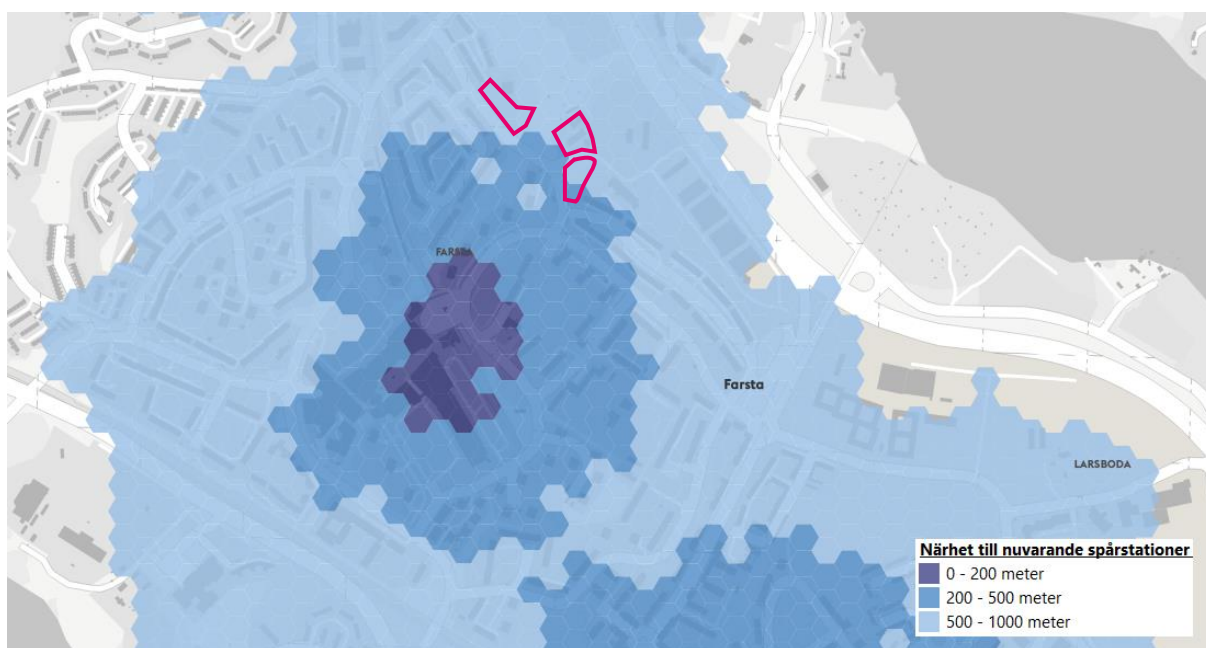 FARSTA
Farsta
LARSBODA
Närhet till nuvarande spårstationer
0 - 200 meter
200 - 500 meter
500 - 1000 meter